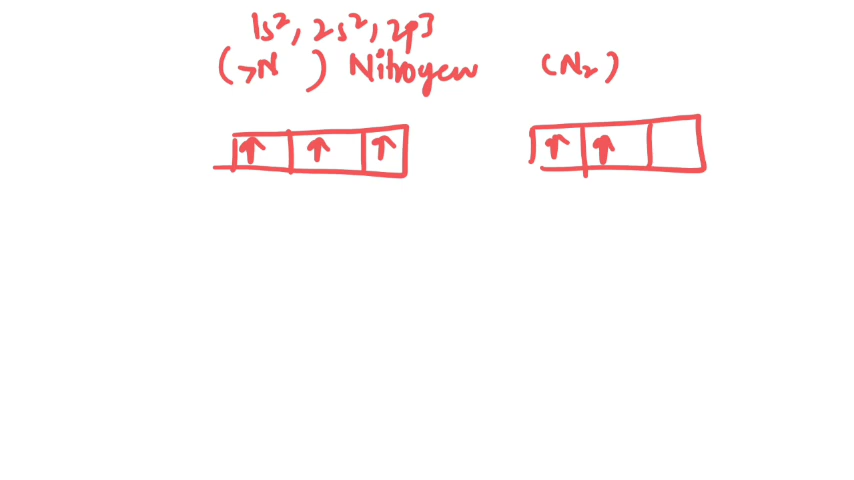 1s², 2s², 2p³
(₇N ) Nitrogen (N₂)
↑ ↑ ↑ ↑ ↑